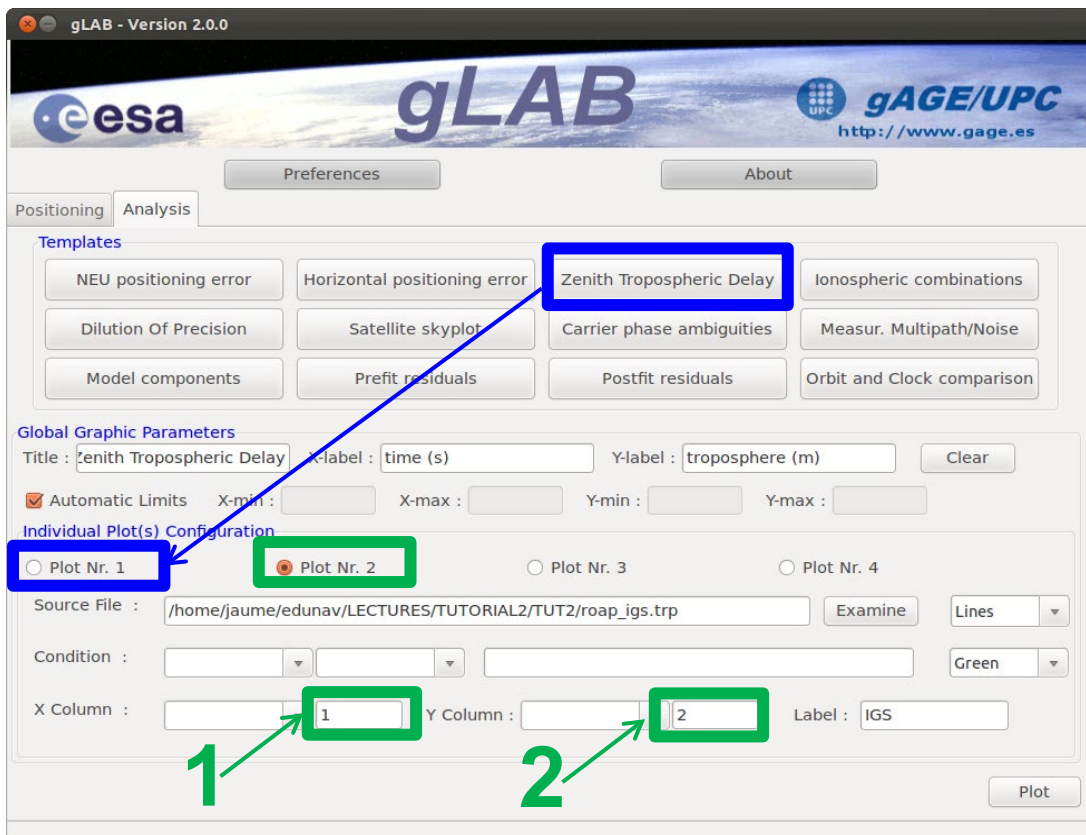 gLAB - Version 2.0.0
esa
gLAB
UPC
gAGE/UPC
http://www.gage.es
Preferences
About
Positioning
Analysis
Templates
NEU positioning error
Horizontal positioning error
Zenith Tropospheric Delay
Ionospheric combinations
Dilution Of Precision
Satellite skyplot
Carrier phase ambiguities
Measur. Multipath/Noise
Model components
Prefit residuals
Postfit residuals
Orbit and Clock comparison
Global Graphic Parameters
Title : Zenith Tropospheric Delay X-label : time (s) Y-label : troposphere (m) Clear
Automatic Limits X-min : X-max : Y-min : Y-max :
Individual Plot(s) Configuration
Plot Nr. 1 Plot Nr. 2 Plot Nr. 3 Plot Nr. 4
Source File : /home/jaume/edunav/LECTURES/TUTORIAL2/TUT2/roap_igs.trp Examine Lines
Condition : Green
X Column : 1 Y Column : 2 Label : IGS
1
2
Plot